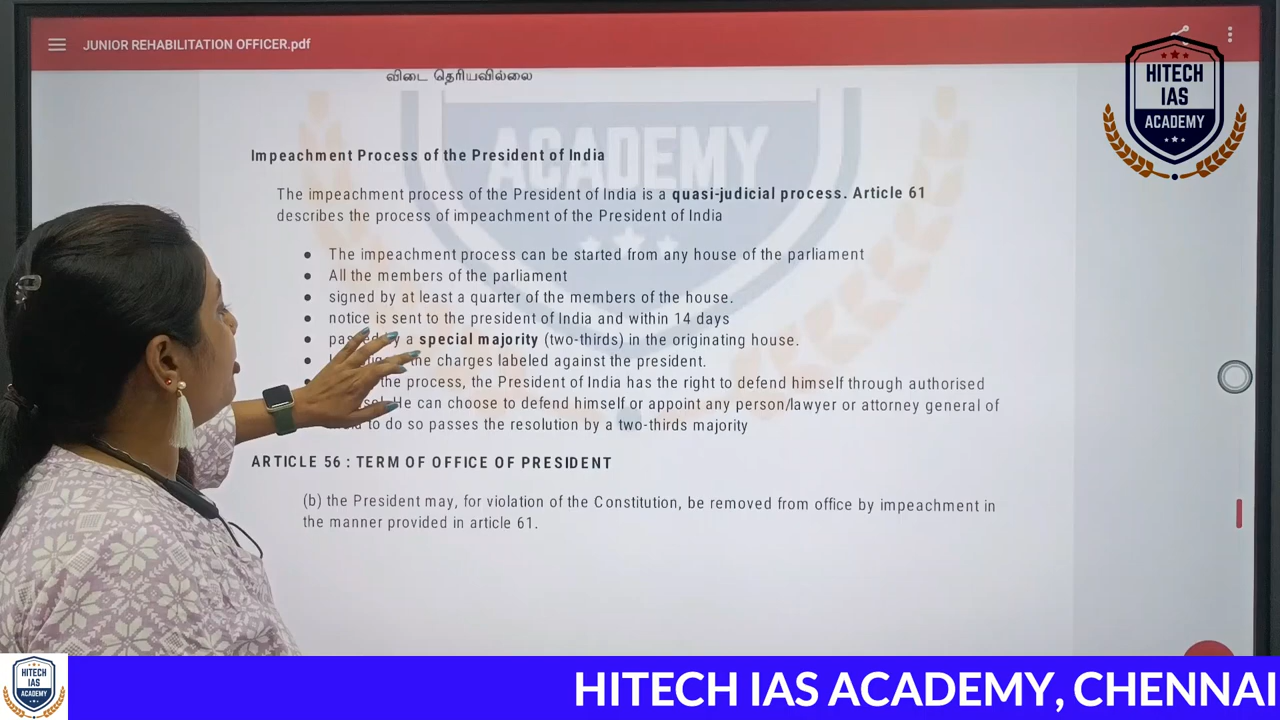 JUNIOR REHABILITATION OFFICER.pdf
HITECH
IAS
ACADEMY
விடை தெரியவில்லை
ACADEMY
Impeachment Process of the President of India
The impeachment process of the President of India is a quasi-judicial process. Article 61
describes the process of impeachment of the President of India
● The impeachment process can be started from any house of the parliament
● All the members of the parliament
● signed by at least a quarter of the members of the house.
● notice is sent to the president of India and within 14 days
● passed by a special majority (two-thirds) in the originating house.
● the charges labeled against the president.
the process, the President of India has the right to defend himself through authorised
He can choose to defend himself or appoint any person/lawyer or attorney general of
to do so passes the resolution by a two-thirds majority
ARTICLE 56 : TERM OF OFFICE OF PRESIDENT
(b) the President may, for violation of the Constitution, be removed from office by impeachment in
the manner provided in article 61.
HITECH
IAS
ACADEMY
HITECH IAS ACADEMY, CHENNAI